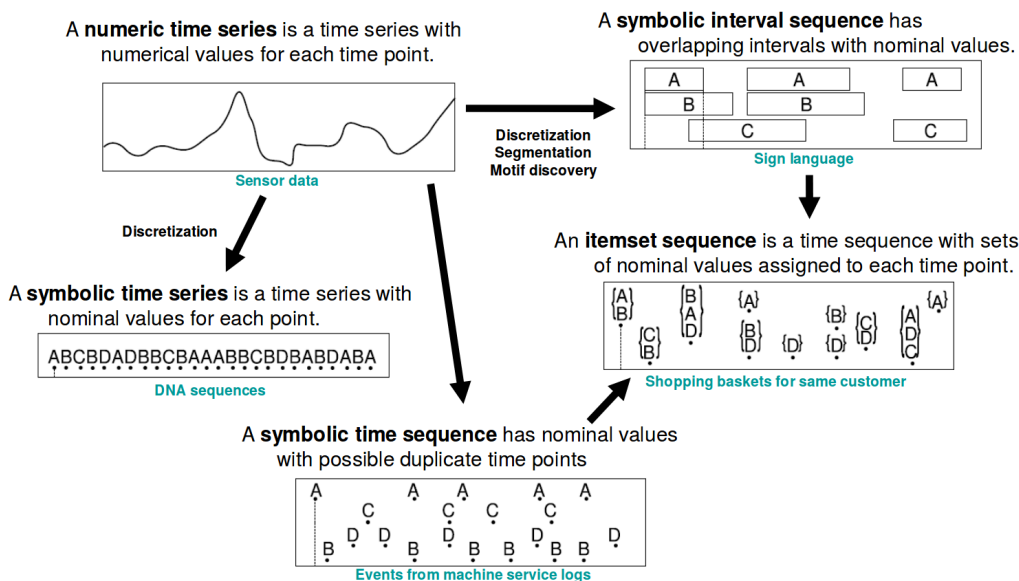 A numeric time series is a time series with
numerical values for each time point.
Sensor data
A symbolic interval sequence has
overlapping intervals with nominal values.
A A A
B B
C C
Sign language
Discretization
Segmentation
Motif discovery
Discretization
An itemset sequence is a time sequence with sets
of nominal values assigned to each time point.
{A B} {C B} {B A D} {A} {B D} {D} {B} {D} {C D} {A D C} {A}
Shopping baskets for same customer
A symbolic time series is a time series with
nominal values for each point.
ABCBDADBBCBAAABBCBDBABDABA
DNA sequences
A symbolic time sequence has nominal values
with possible duplicate time points
A A A A A
C C C C
D D D D D
B B B B B B B
Events from machine service logs